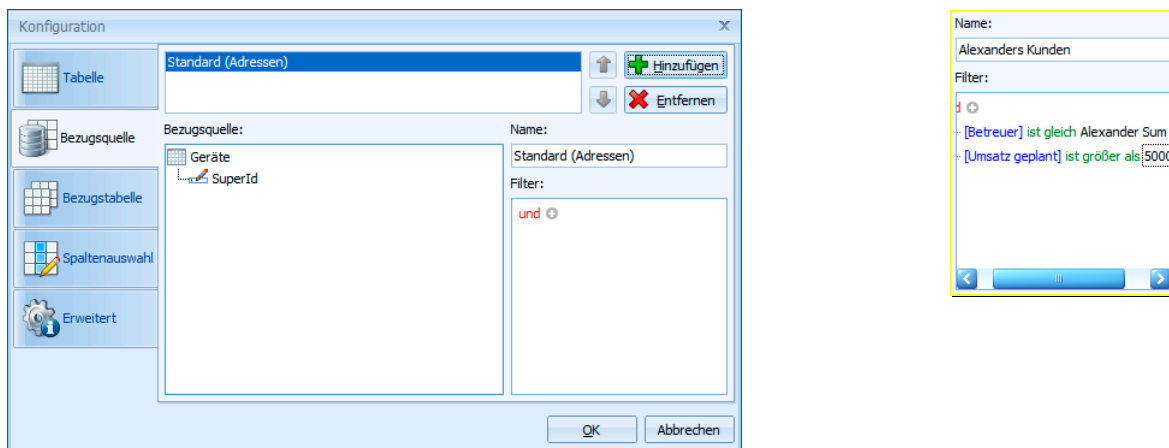 Konfiguration
Tabelle
Bezugsquelle
Bezugstabelle
Spaltenauswahl
Erweitert
Standard (Adressen)
Hinzufügen
Entfernen
Bezugsquelle:
Geräte
SuperId
Name:
Standard (Adressen)
Filter:
und
OK
Abbrechen
Name:
Alexanders Kunden
Filter:
d
[Betreuer] ist gleich Alexander Sum
[Umsatz geplant] ist größer als 5000